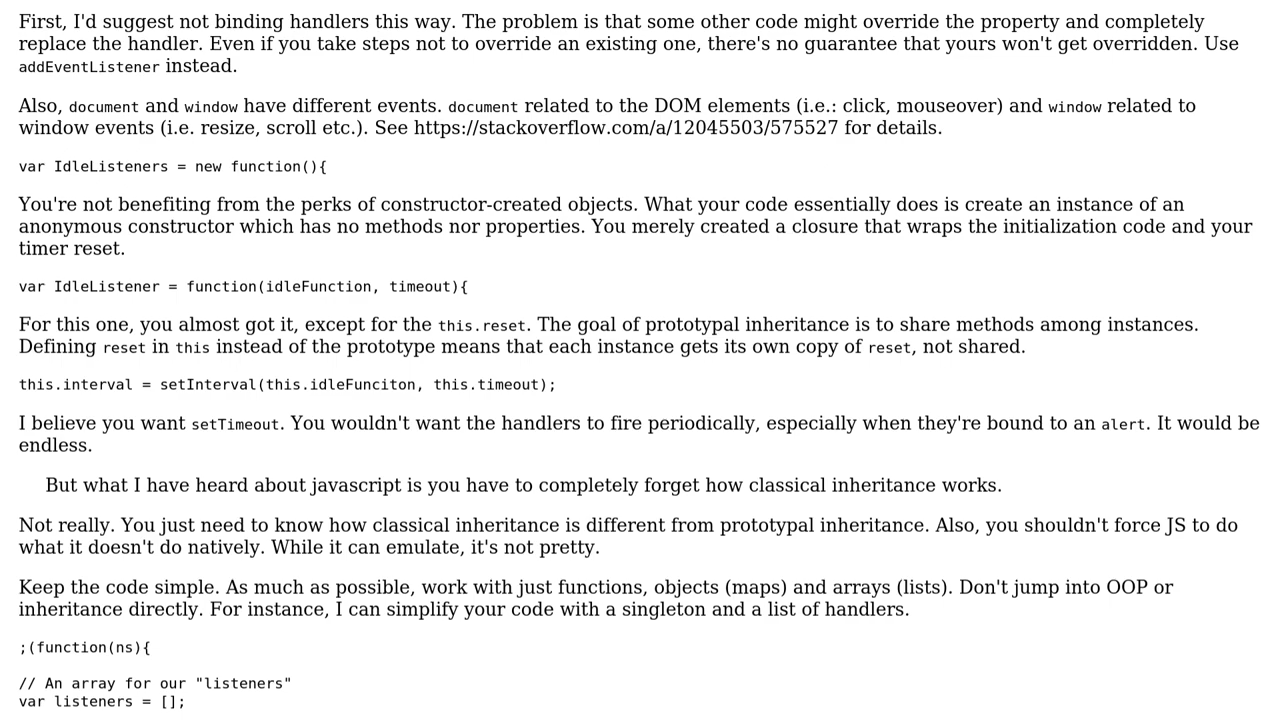 First, I'd suggest not binding handlers this way. The problem is that some other code might override the property and completely
replace the handler. Even if you take steps not to override an existing one, there's no guarantee that yours won't get overridden. Use
addEventListener instead.
Also, document and window have different events. document related to the DOM elements (i.e.: click, mouseover) and window related to
window events (i.e. resize, scroll etc.). See https://stackoverflow.com/a/12045503/575527 for details.
var IdleListeners = new function(){
You're not benefiting from the perks of constructor-created objects. What your code essentially does is create an instance of an
anonymous constructor which has no methods nor properties. You merely created a closure that wraps the initialization code and your
timer reset.
var IdleListener = function(idleFunction, timeout){
For this one, you almost got it, except for the this.reset. The goal of prototypal inheritance is to share methods among instances.
Defining reset in this instead of the prototype means that each instance gets its own copy of reset, not shared.
this.interval = setInterval(this.idleFunciton, this.timeout);
I believe you want setTimeout. You wouldn't want the handlers to fire periodically, especially when they're bound to an alert. It would be
endless.
But what I have heard about javascript is you have to completely forget how classical inheritance works.
Not really. You just need to know how classical inheritance is different from prototypal inheritance. Also, you shouldn't force JS to do
what it doesn't do natively. While it can emulate, it's not pretty.
Keep the code simple. As much as possible, work with just functions, objects (maps) and arrays (lists). Don't jump into OOP or
inheritance directly. For instance, I can simplify your code with a singleton and a list of handlers.
;(function(ns){
// An array for our "listeners"
var listeners = [];